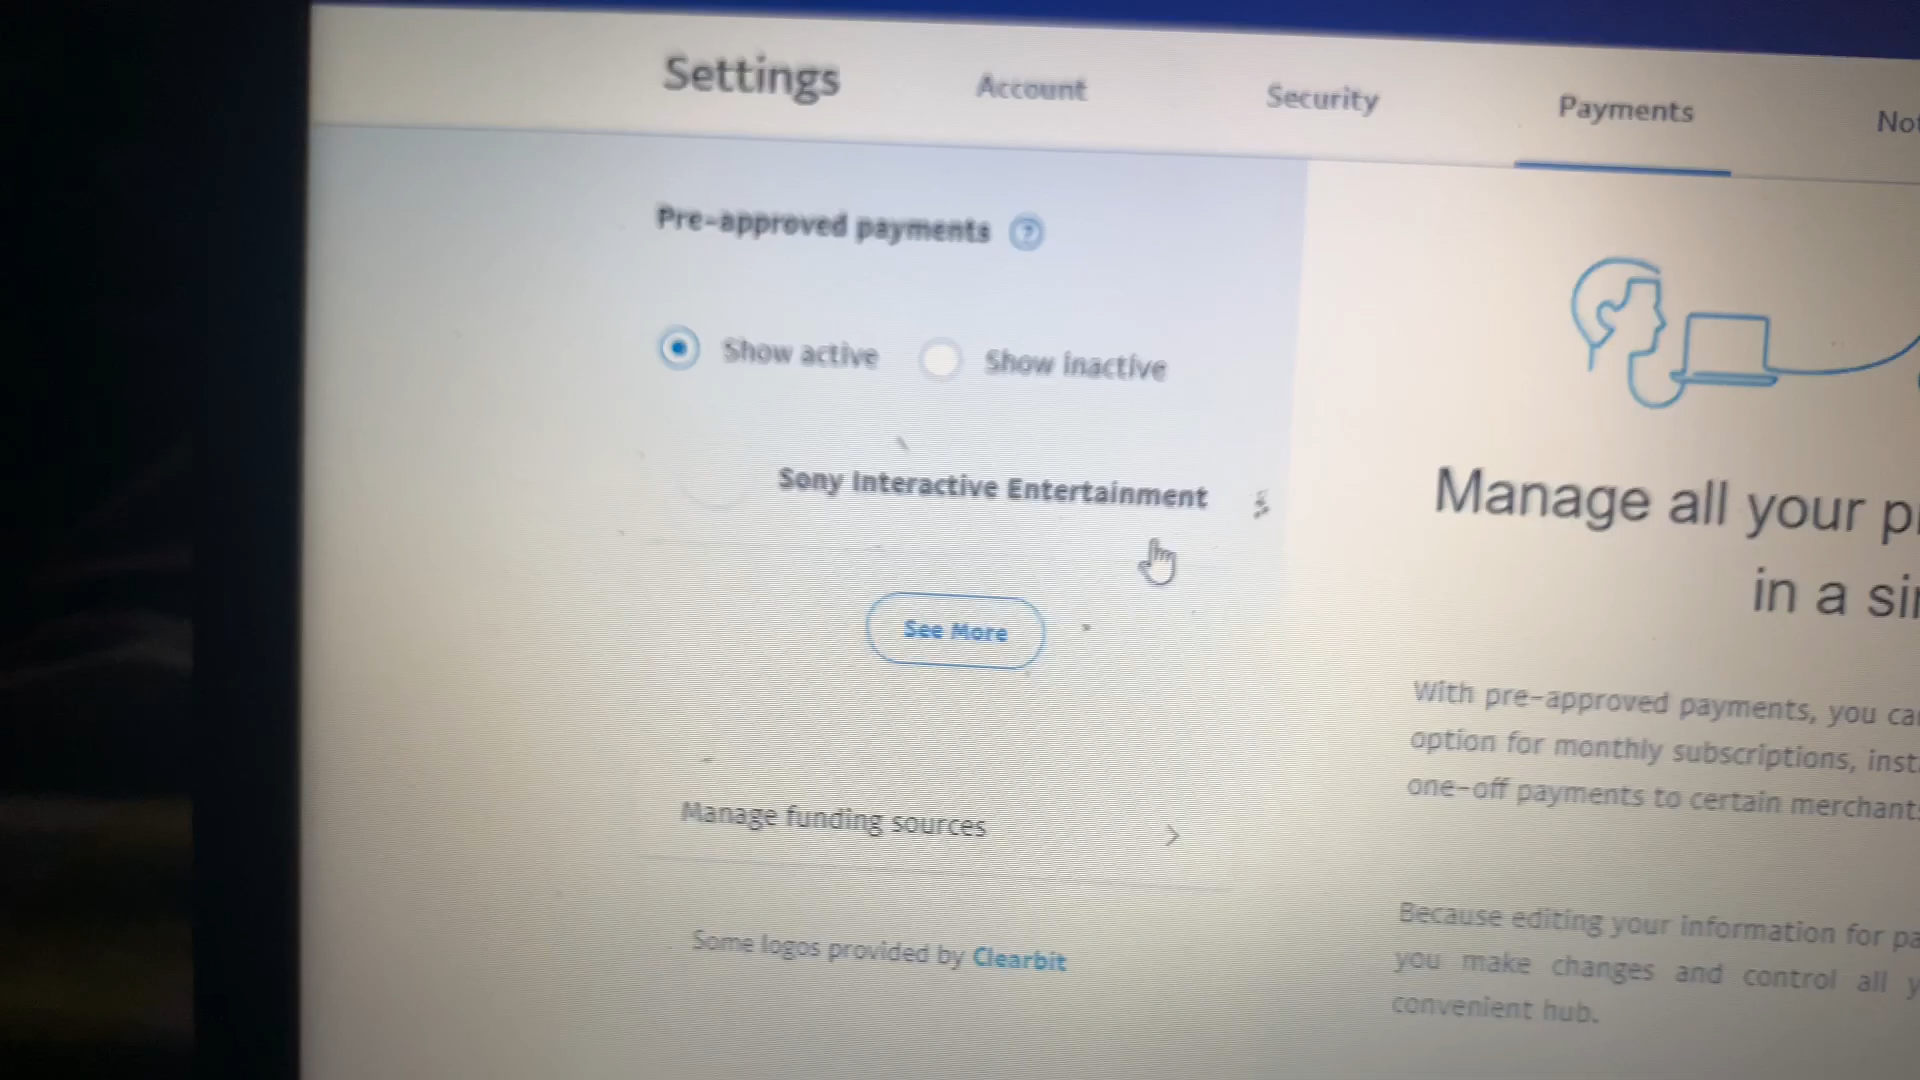 Settings
Account
Security
Payments
Not
Pre-approved payments ?
Show active
Show inactive
Sony Interactive Entertainment
See More
Manage funding sources
Some logos provided by Clearbit
Manage all your p
in a si
With pre-approved payments, you ca
option for monthly subscriptions, inst
one-off payments to certain merchants
Because editing your information for pa
you make changes and control all y
convenient hub.